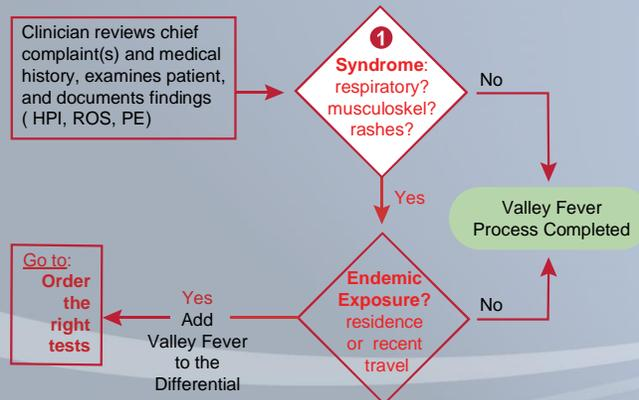 Clinician reviews chief
complaint(s) and medical
history, examines patient,
and documents findings
( HPI, ROS, PE)
1
Syndrome:
respiratory?
musculoskel?
rashes?
No
Yes
Valley Fever
Process Completed
Endemic
Exposure?
residence
or recent
travel
No
Yes
Add
Valley Fever
to the
Differential
Go to:
Order
the
right
tests